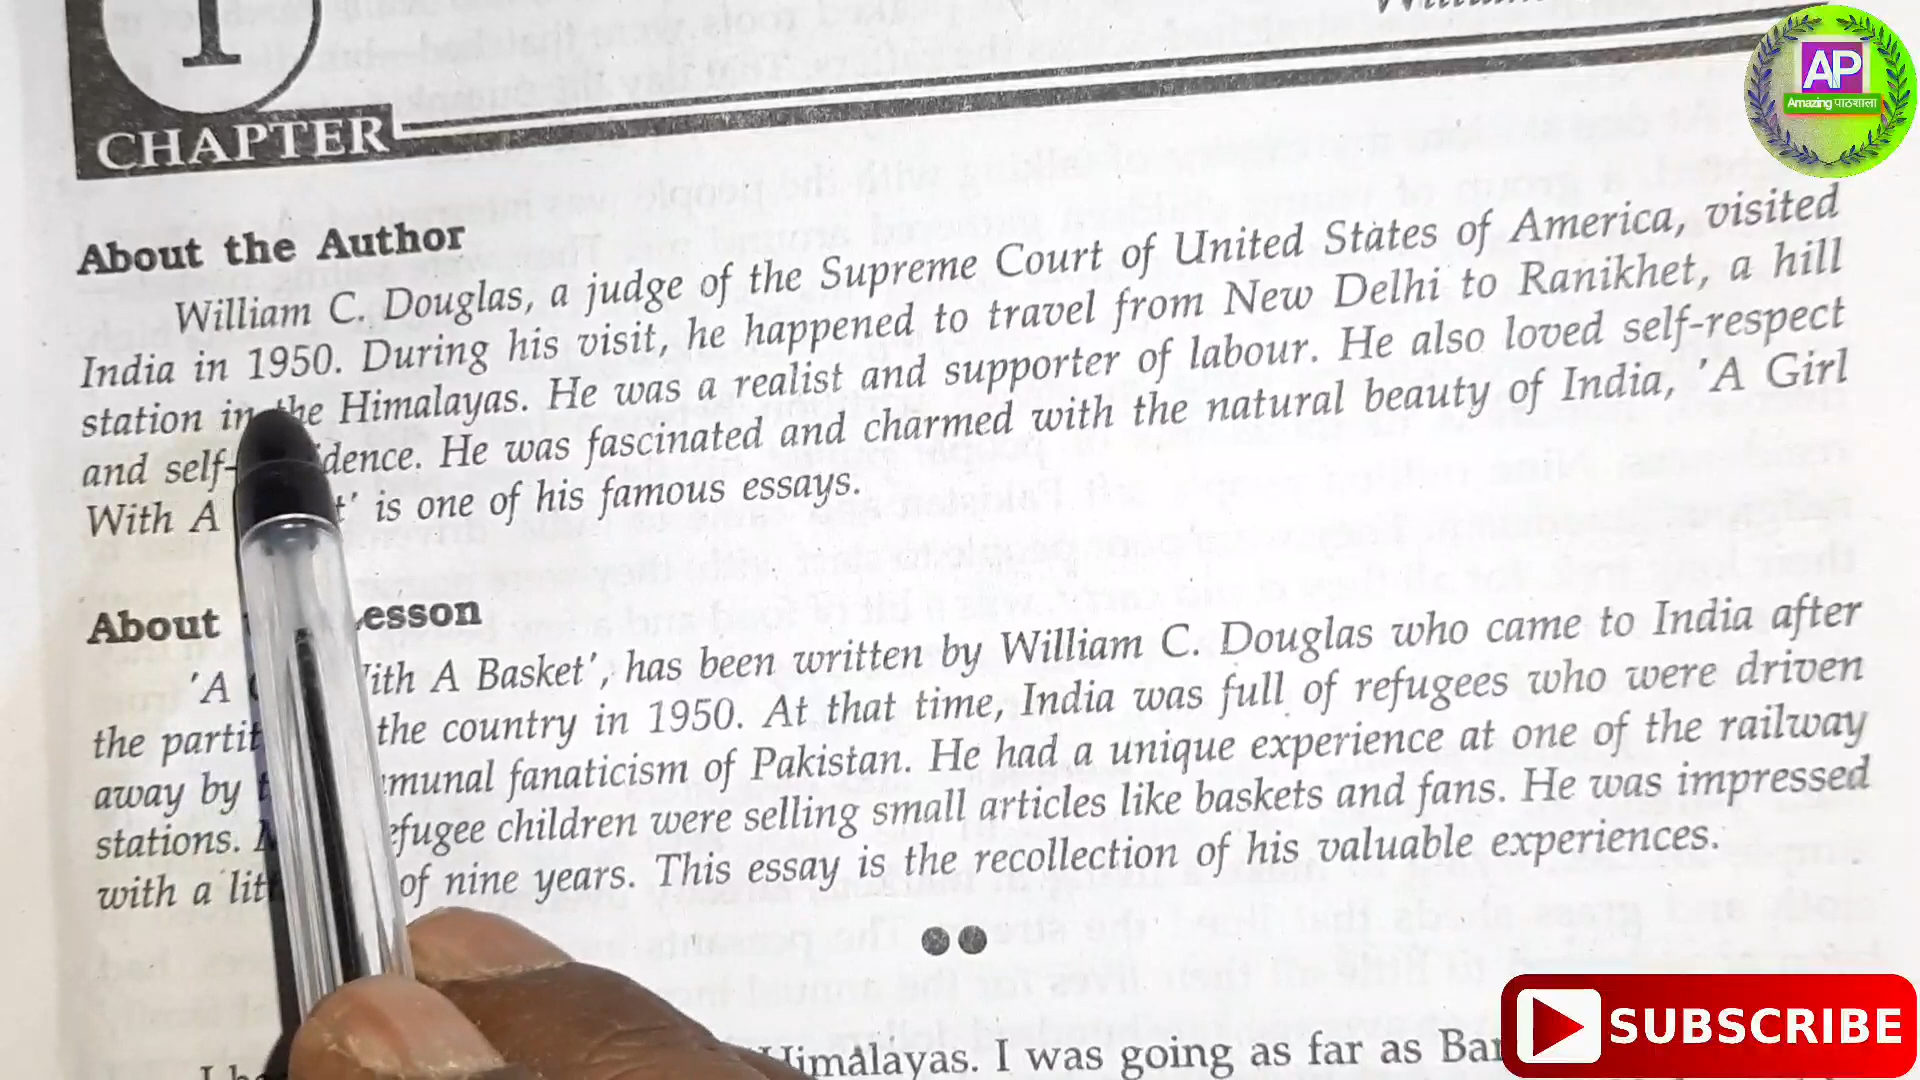 1
CHAPTER
AP
Amazing पाठशाला
About the Author
William C. Douglas, a judge of the Supreme Court of United States of America, visited
India in 1950. During his visit, he happened to travel from New Delhi to Ranikhet, a hill
station in the Himalayas. He was a realist and supporter of labour. He also loved self-respect
and self- dence. He was fascinated and charmed with the natural beauty of India, 'A Girl
With A t' is one of his famous essays.
About esson
'A ith A Basket', has been written by William C. Douglas who came to India after
the partit the country in 1950. At that time, India was full of refugees who were driven
away by munal fanaticism of Pakistan. He had a unique experience at one of the railway
stations. efugee children were selling small articles like baskets and fans. He was impressed
with a lit of nine years. This essay is the recollection of his valuable experiences.
Himalayas. I was going as far as Bar
SUBSCRIBE